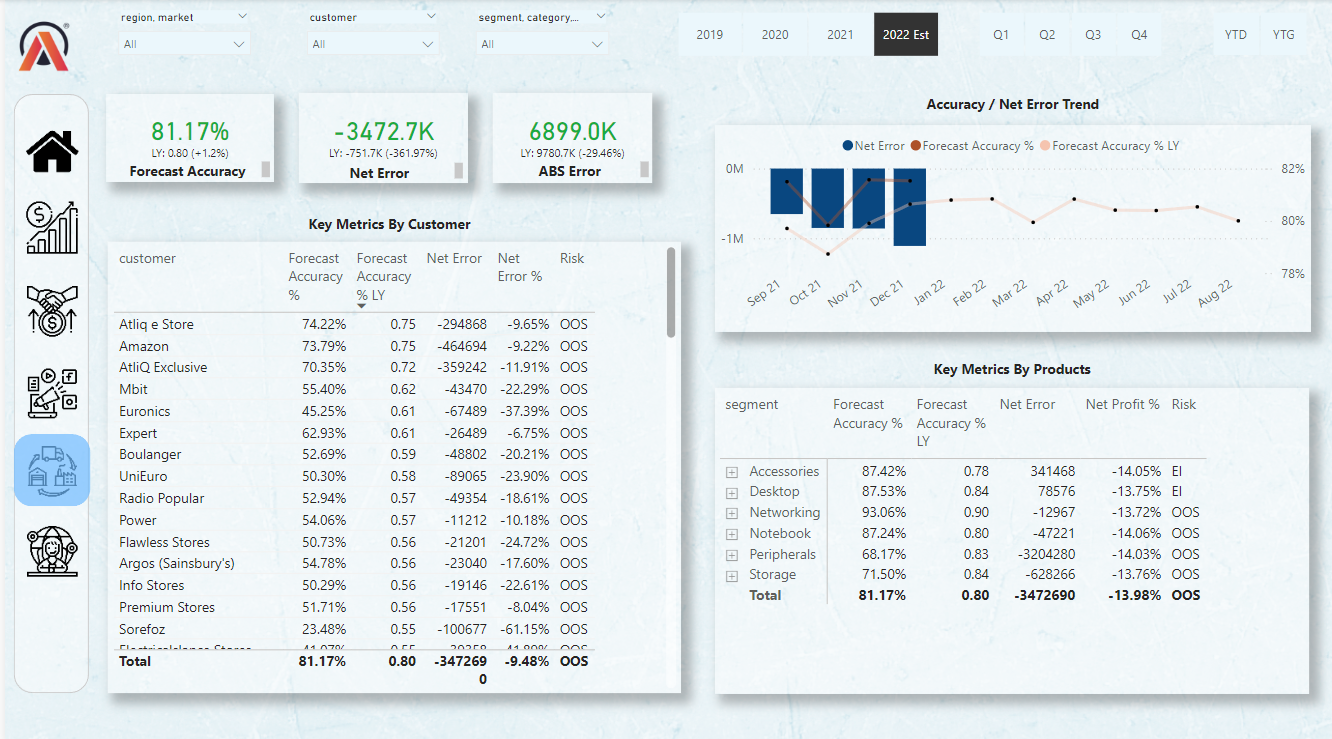 region, market
customer
segment, category,...
All
All
All
2019 2020 2021 2022 Est Q1 Q2 Q3 Q4 YTD YTG
81.17%
LY: 0.80 (+1.2%)
Forecast Accuracy
-3472.7K
LY: -751.7K (-361.97%)
Net Error
6899.0K
LY: 9780.7K (-29.46%)
ABS Error
Accuracy / Net Error Trend
Net Error Forecast Accuracy % Forecast Accuracy % LY
0M
-1M
82%
80%
78%
Sep 21 Oct 21 Nov 21 Dec 21 Jan 22 Feb 22 Mar 22 Apr 22 May 22 Jun 22 Jul 22 Aug 22
Key Metrics By Customer
customer Forecast Accuracy % Forecast Accuracy % LY Net Error Net Error % Risk
Atliq e Store 74.22% 0.75 -294868 -9.65% OOS
Amazon 73.79% 0.75 -464694 -9.22% OOS
AtliQ Exclusive 70.35% 0.72 -359242 -11.91% OOS
Mbit 55.40% 0.62 -43470 -22.29% OOS
Euronics 45.25% 0.61 -67489 -37.39% OOS
Expert 62.93% 0.61 -26489 -6.75% OOS
Boulanger 52.69% 0.59 -48802 -20.21% OOS
UniEuro 50.30% 0.58 -89065 -23.90% OOS
Radio Popular 52.94% 0.57 -49354 -18.61% OOS
Power 54.06% 0.57 -11212 -10.18% OOS
Flawless Stores 50.73% 0.56 -21201 -24.72% OOS
Argos (Sainsbury's) 54.78% 0.56 -23040 -17.60% OOS
Info Stores 50.29% 0.56 -19146 -22.61% OOS
Premium Stores 51.71% 0.56 -17551 -8.04% OOS
Sorefoz 23.48% 0.55 -100677 -61.15% OOS
Total 81.17% 0.80 -347269 -9.48% OOS
0
Key Metrics By Products
segment Forecast Accuracy % Forecast Accuracy % LY Net Error Net Profit % Risk
Accessories 87.42% 0.78 341468 -14.05% EI
Desktop 87.53% 0.84 78576 -13.75% EI
Networking 93.06% 0.90 -12967 -13.72% OOS
Notebook 87.24% 0.80 -47221 -14.06% OOS
Peripherals 68.17% 0.83 -3204280 -14.03% OOS
Storage 71.50% 0.84 -628266 -13.76% OOS
Total 81.17% 0.80 -3472690 -13.98% OOS